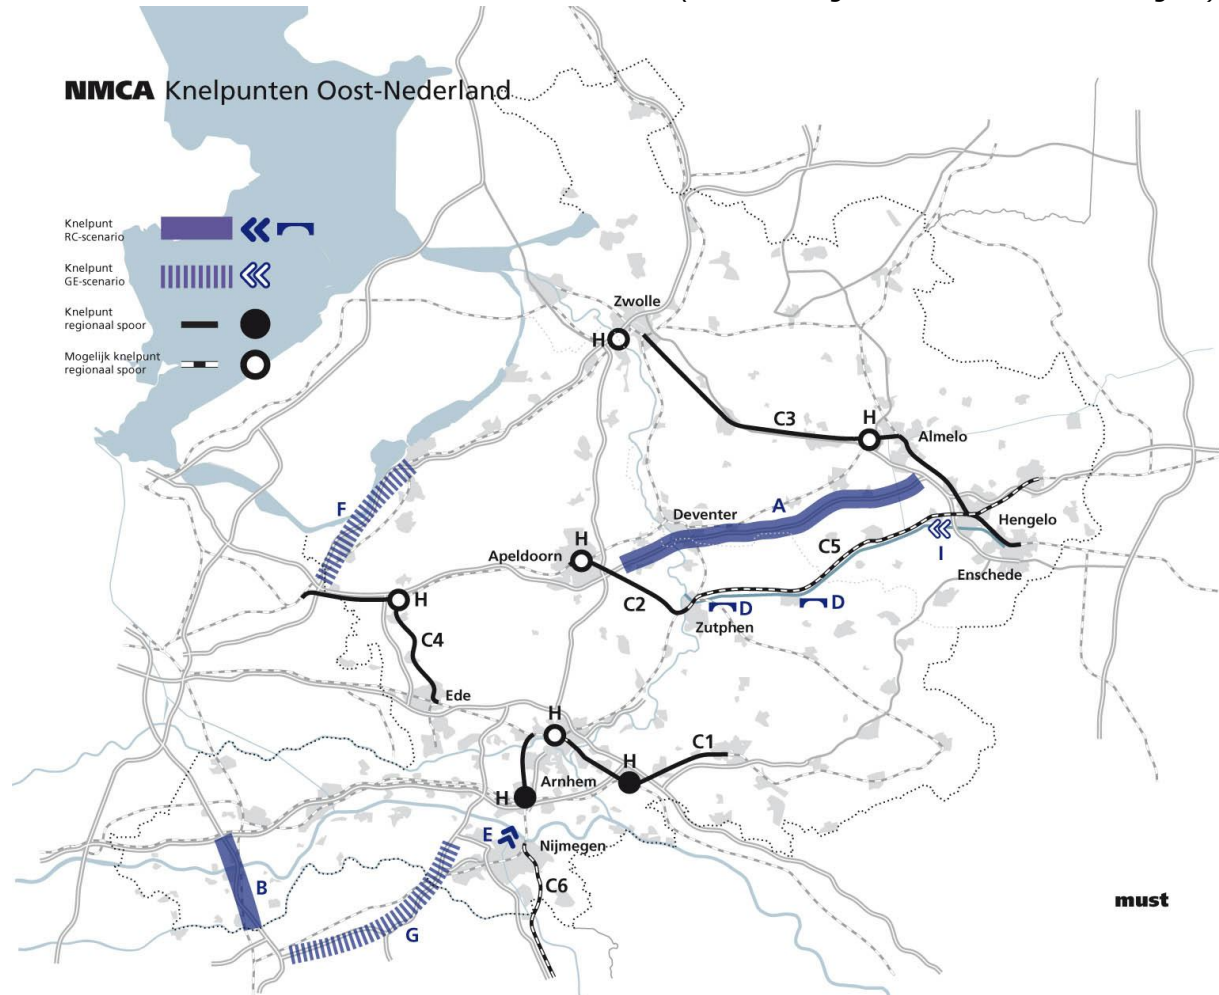 NMCA Knelpunten Oost-Nederland
Knelpunt
RC-scenario
Knelpunt
GE-scenario
Knelpunt
regionaal spoor
Mogelijk knelpunt
regionaal spoor
Zwolle
H
C3
H
Almelo
F
A
Deventer
Hengelo
H
Apeldoorn
C5
I
Enschede
H
C2
D
D
Zutphen
C4
Ede
H
C1
H
Arnhem
H
E
Nijmegen
B
C6
must
G